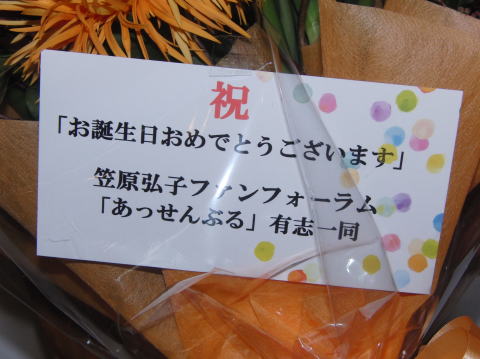 祝
「お誕生日おめでとうございます」
笠原弘子ファンフォーラム
「あっせんぶる」有志一同